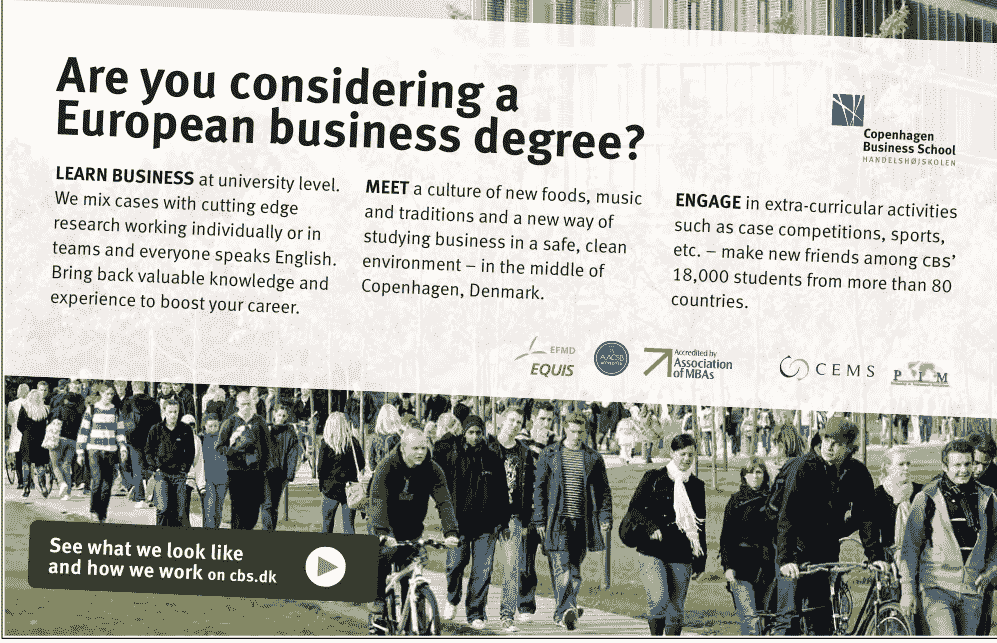 Are you considering a
European business degree?
Copenhagen
Business School
HANDELSHØJSKOLEN
LEARN BUSINESS at university level.
We mix cases with cutting edge
research working individually or in
teams and everyone speaks English.
Bring back valuable knowledge and
experience to boost your career.
MEET a culture of new foods, music
and traditions and a new way of
studying business in a safe, clean
environment – in the middle of
Copenhagen, Denmark.
ENGAGE in extra-curricular activities
such as case competitions, sports,
etc. – make new friends among CBS’
18,000 students from more than 80
countries.
EFMD
EQUIS
AACSB
Accredited by
Association
of MBAs
CEMS
P I M
See what we look like
and how we work on cbs.dk